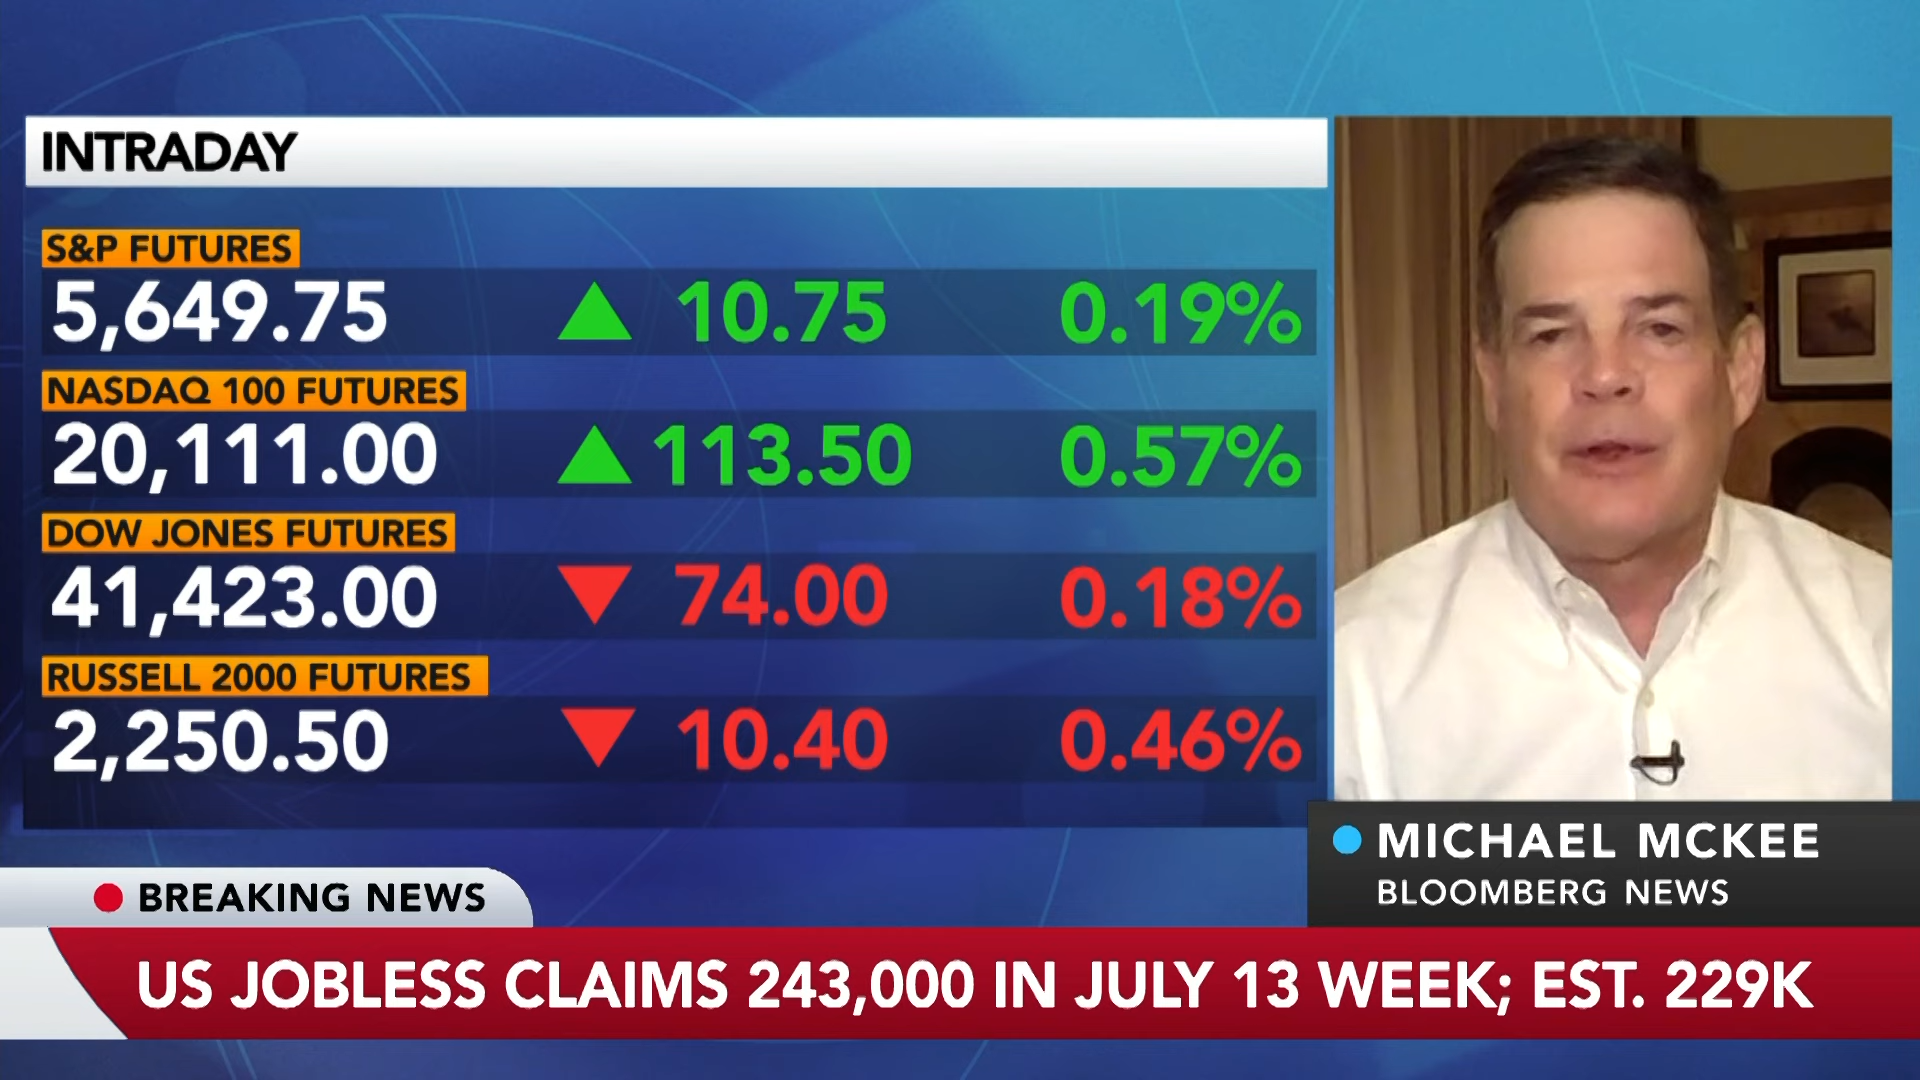 INTRADAY
S&P FUTURES
5,649.75 ▲ 10.75 0.19%
NASDAQ 100 FUTURES
20,111.00 ▲ 113.50 0.57%
DOW JONES FUTURES
41,423.00 ▼ 74.00 0.18%
RUSSELL 2000 FUTURES
2,250.50 ▼ 10.40 0.46%
MICHAEL MCKEE
BLOOMBERG NEWS
BREAKING NEWS
US JOBLESS CLAIMS 243,000 IN JULY 13 WEEK; EST. 229K